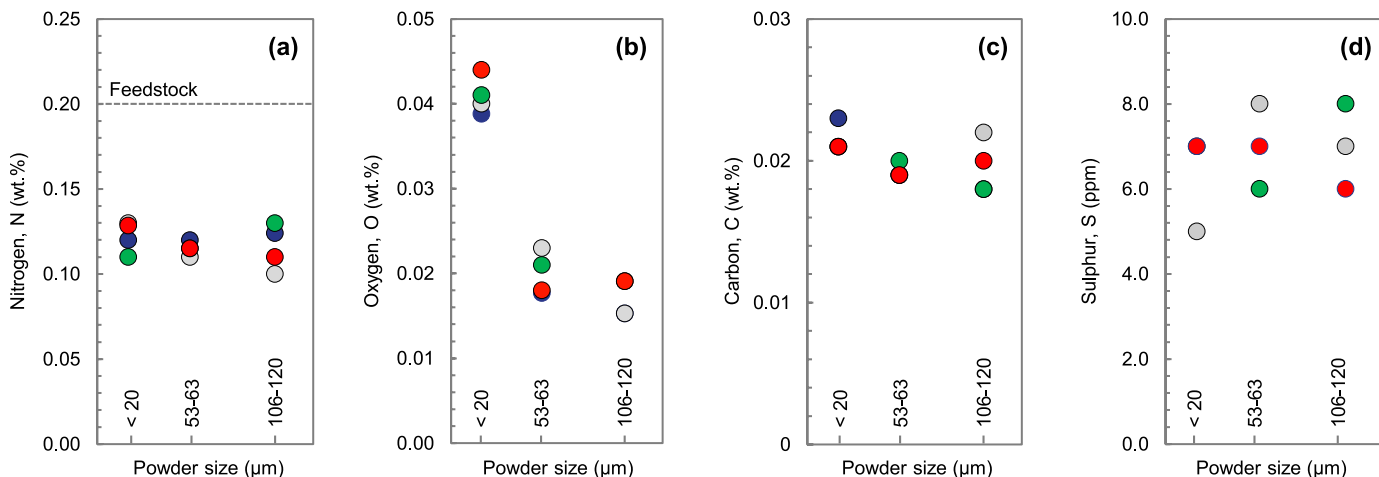 (a)
Feedstock
0.25
0.20
0.15
0.10
0.05
0.00
Nitrogen, N (wt.%)
< 20
53-63
106-120
Powder size (µm)
(b)
0.05
0.04
0.03
0.02
0.01
0.00
Oxygen, O (wt.%)
< 20
53-63
106-120
Powder size (µm)
(c)
0.03
0.02
0.01
0
Carbon, C (wt.%)
< 20
53-63
106-120
Powder size (µm)
(d)
10.0
8.0
6.0
4.0
2.0
0.0
Sulphur, S (ppm)
< 20
53-63
106-120
Powder size (µm)